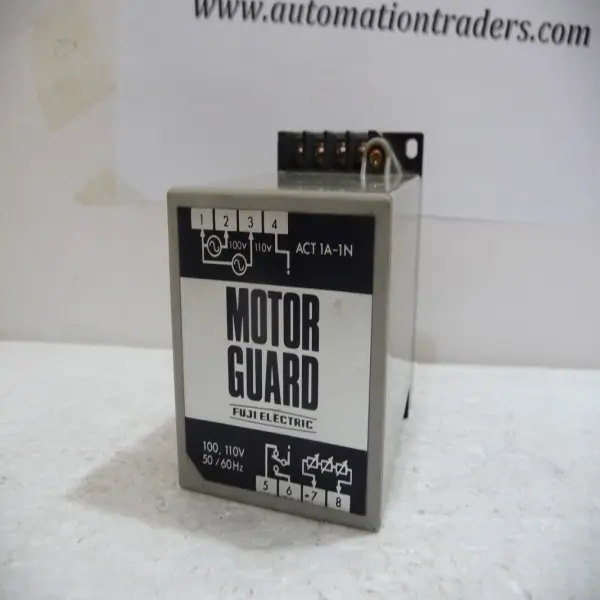 www.automationtraders.com
1 2 3 4
100V 110V
ACT 1A-1N
MOTOR
GUARD
FUJI ELECTRIC
100, 110V
50/60Hz
5 6 +7 8